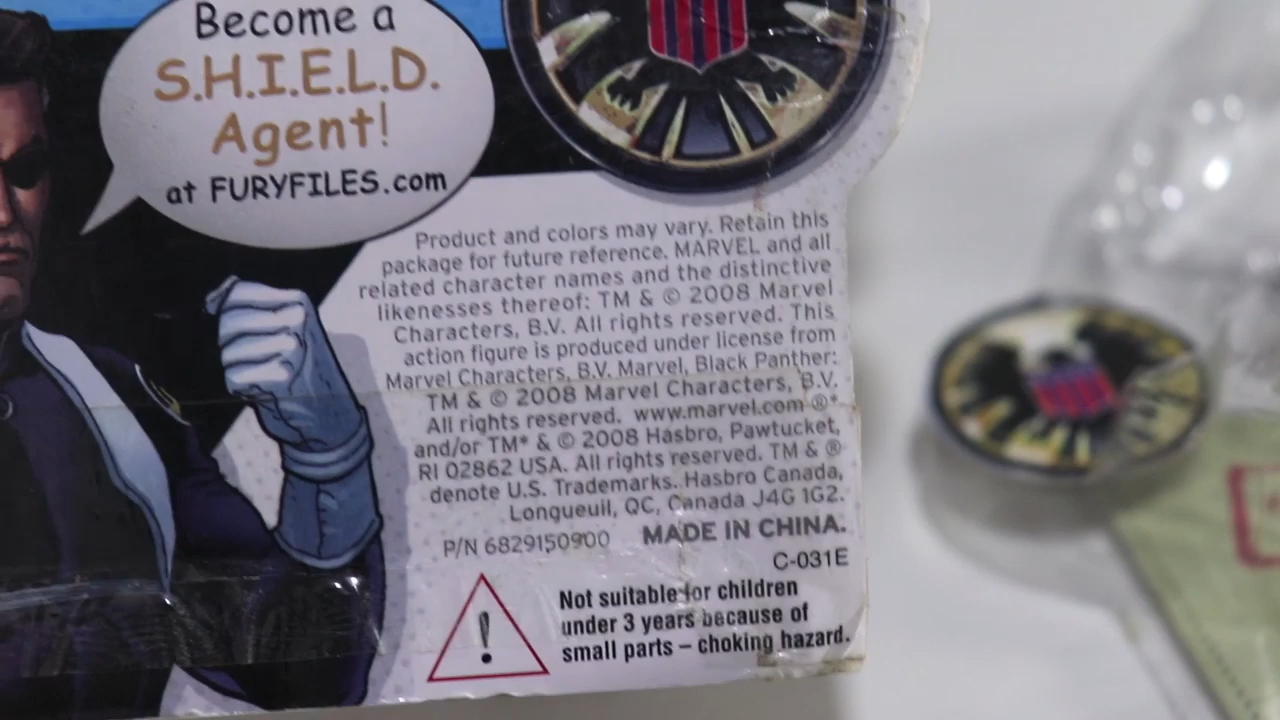 Become a
S.H.I.E.L.D.
Agent!
at FURYFILES.com
Product and colors may vary. Retain this
package for future reference. MARVEL and all
related character names and the distinctive
likenesses thereof: TM & © 2008 Marvel
Characters, B.V. All rights reserved. This
action figure is produced under license from
Marvel Characters, B.V. Marvel, Black Panther:
TM & © 2008 Marvel Characters, B.V.
All rights reserved. www.marvel.com ®*
and/or TM* & © 2008 Hasbro, Pawtucket,
RI 02862 USA. All rights reserved. TM & ®
denote U.S. Trademarks. Hasbro Canada,
Longueuil, QC, Canada J4G 1G2.
P/N 6829150900 MADE IN CHINA.
C-031E
!
Not suitable for children
under 3 years because of
small parts – choking hazard.